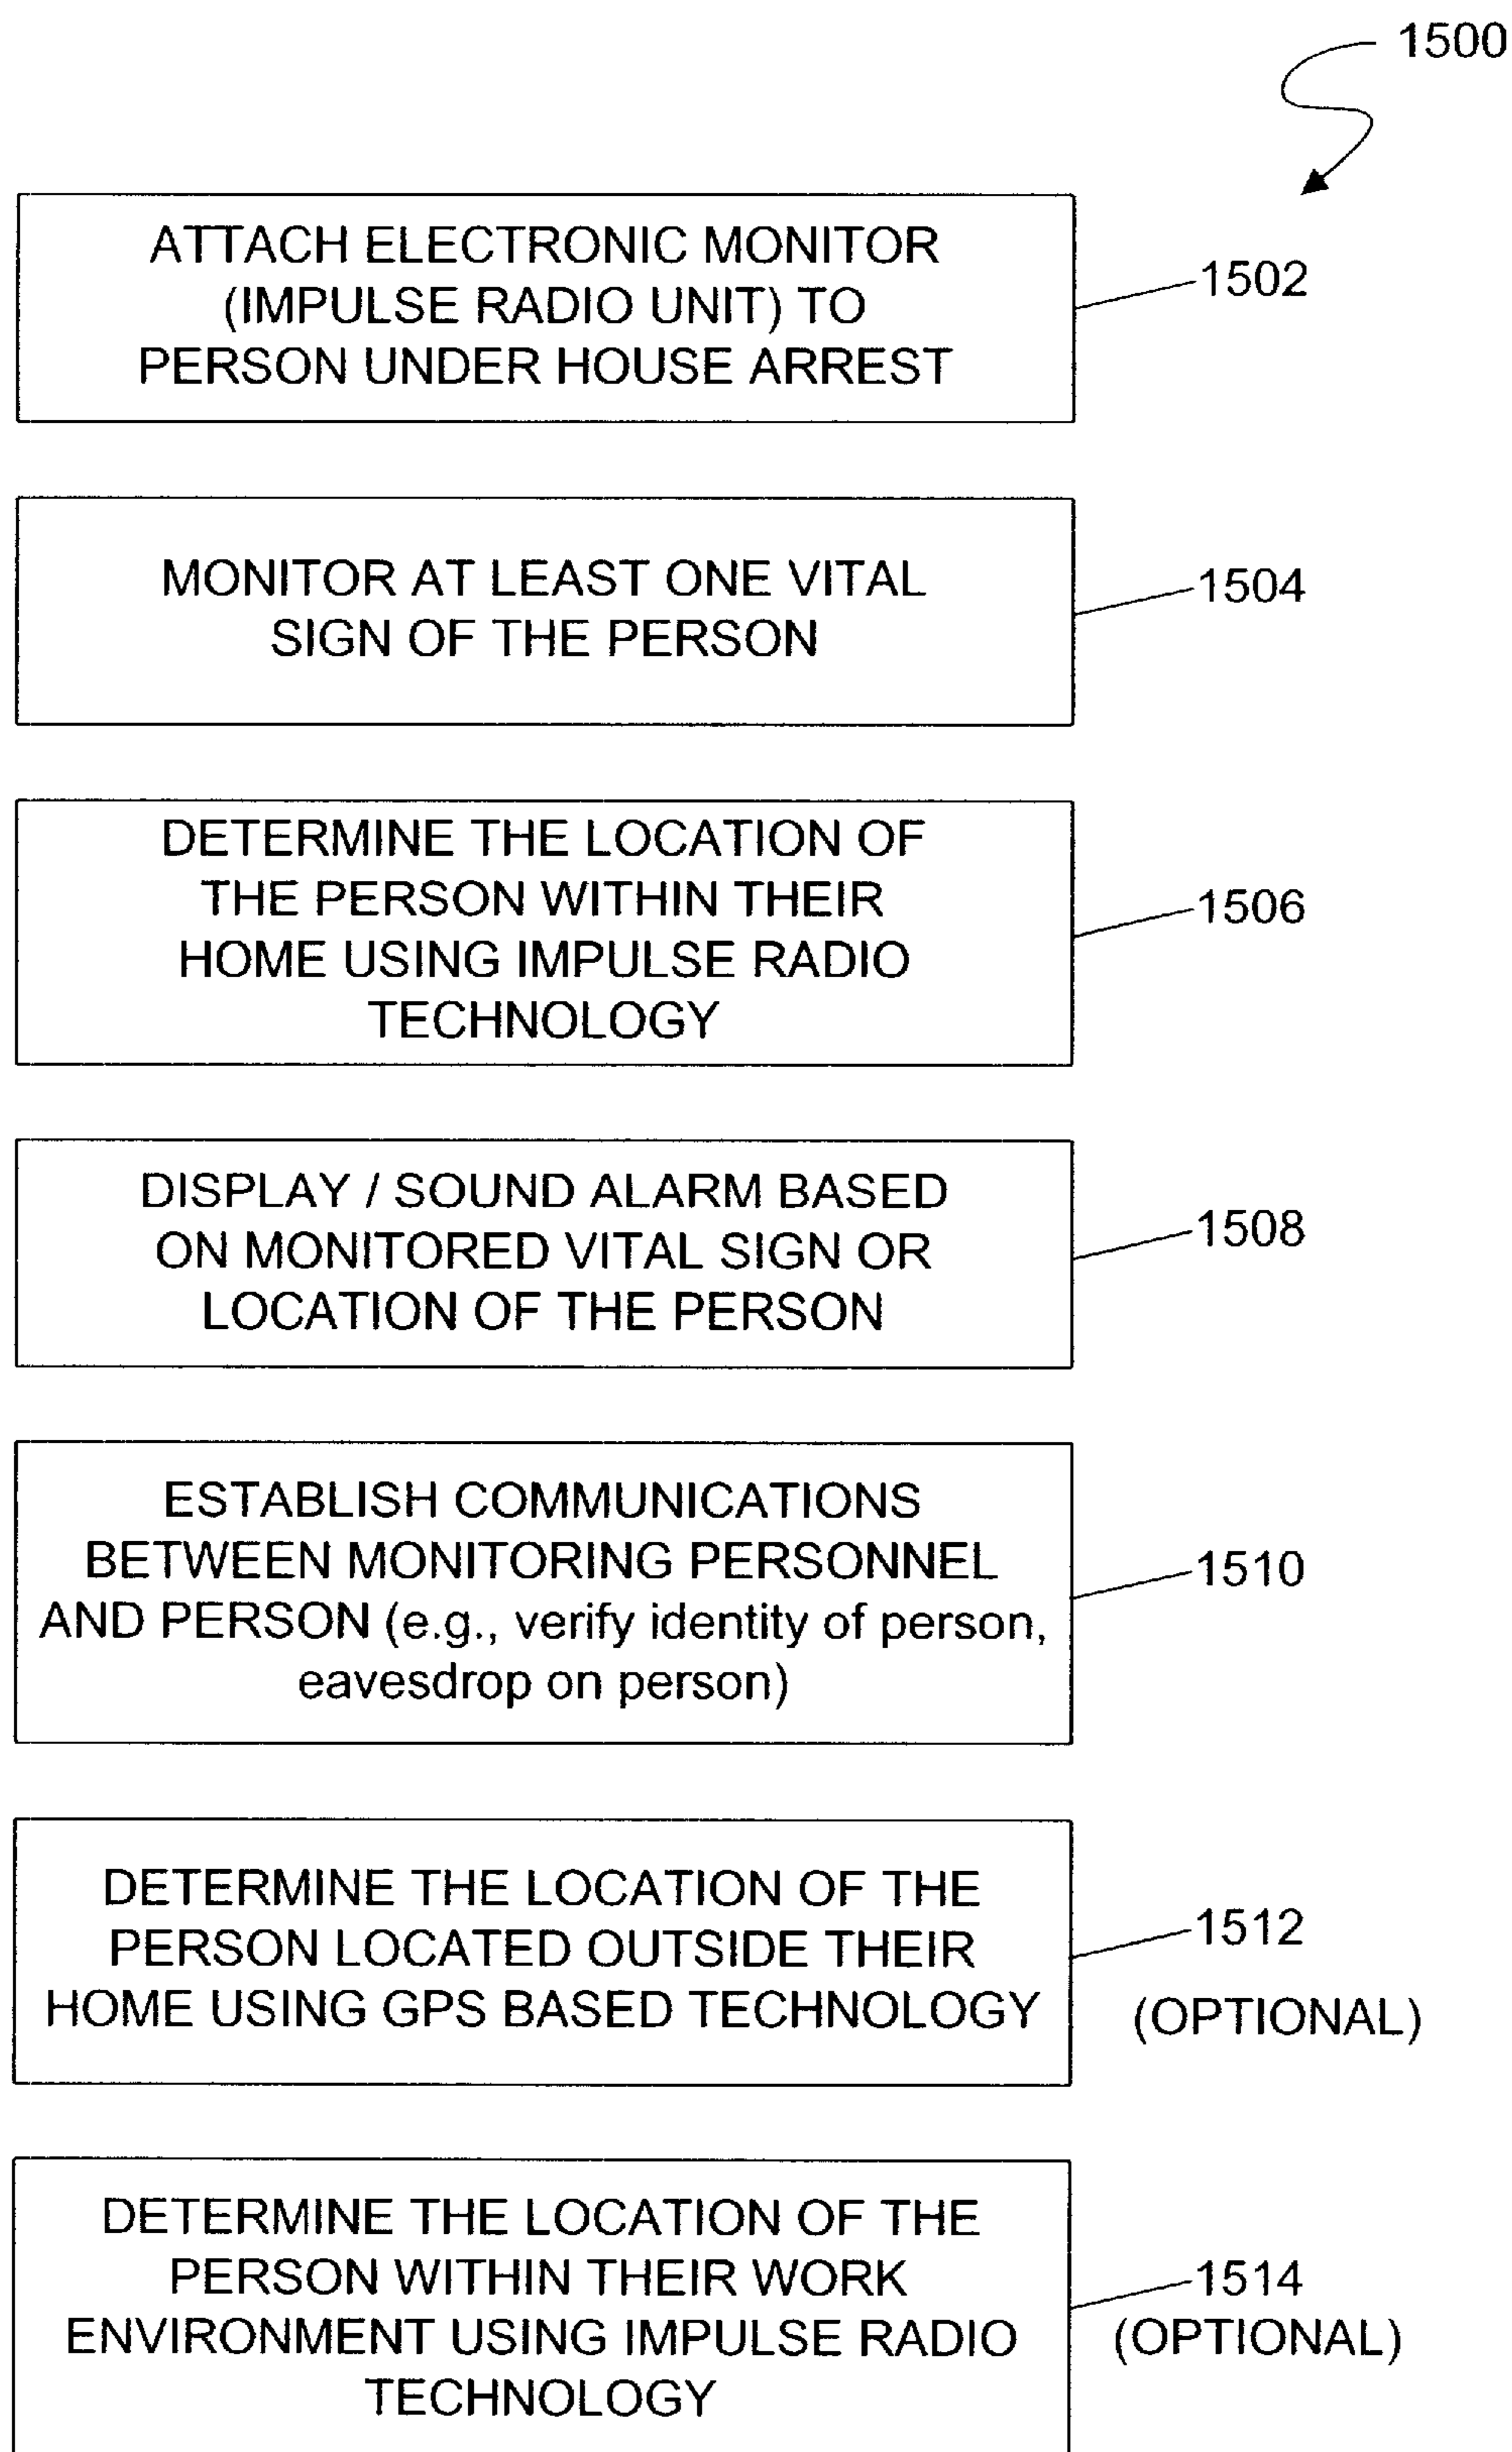 1500
ATTACH ELECTRONIC MONITOR
(IMPULSE RADIO UNIT) TO
PERSON UNDER HOUSE ARREST
1502
MONITOR AT LEAST ONE VITAL
SIGN OF THE PERSON
1504
DETERMINE THE LOCATION OF
THE PERSON WITHIN THEIR
HOME USING IMPULSE RADIO
TECHNOLOGY
1506
DISPLAY / SOUND ALARM BASED
ON MONITORED VITAL SIGN OR
LOCATION OF THE PERSON
1508
ESTABLISH COMMUNICATIONS
BETWEEN MONITORING PERSONNEL
AND PERSON (e.g., verify identity of person,
eavesdrop on person)
1510
DETERMINE THE LOCATION OF THE
PERSON LOCATED OUTSIDE THEIR
HOME USING GPS BASED TECHNOLOGY
1512
(OPTIONAL)
DETERMINE THE LOCATION OF THE
PERSON WITHIN THEIR WORK
ENVIRONMENT USING IMPULSE RADIO
TECHNOLOGY
1514
(OPTIONAL)